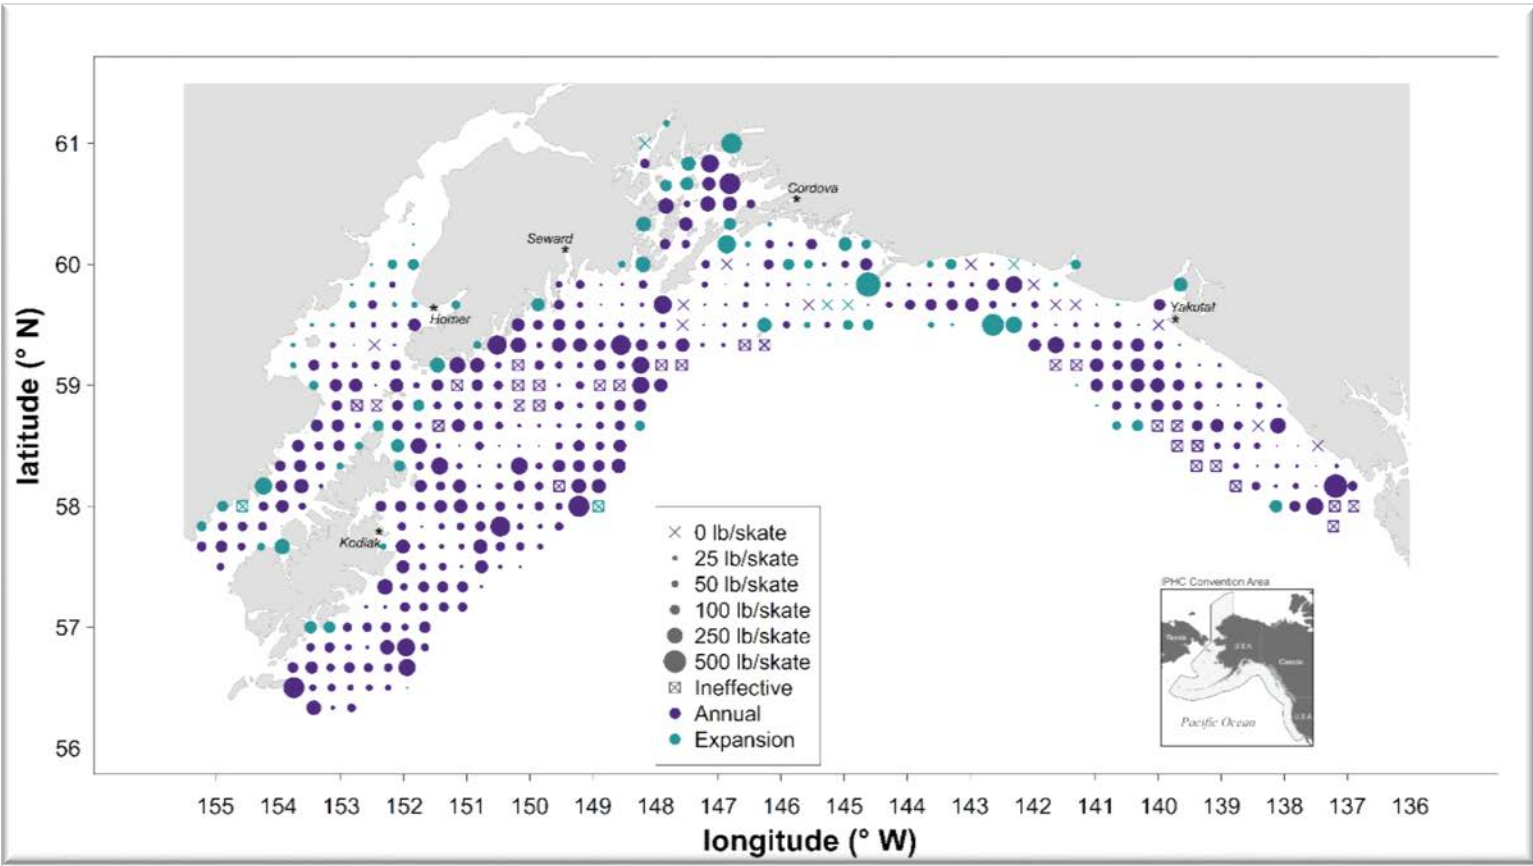 61
60
59
58
57
56
latitude (° N)
Cordova
Seward
Homer
Yakutat
Kodiak
0 lb/skate
25 lb/skate
50 lb/skate
100 lb/skate
250 lb/skate
500 lb/skate
Ineffective
Annual
Expansion
IPHC Convention Area
Russia
U.S.A
Canada
U.S.A
Pacific Ocean
155 154 153 152 151 150 149 148 147 146 145 144 143 142 141 140 139 138 137 136
longitude (° W)